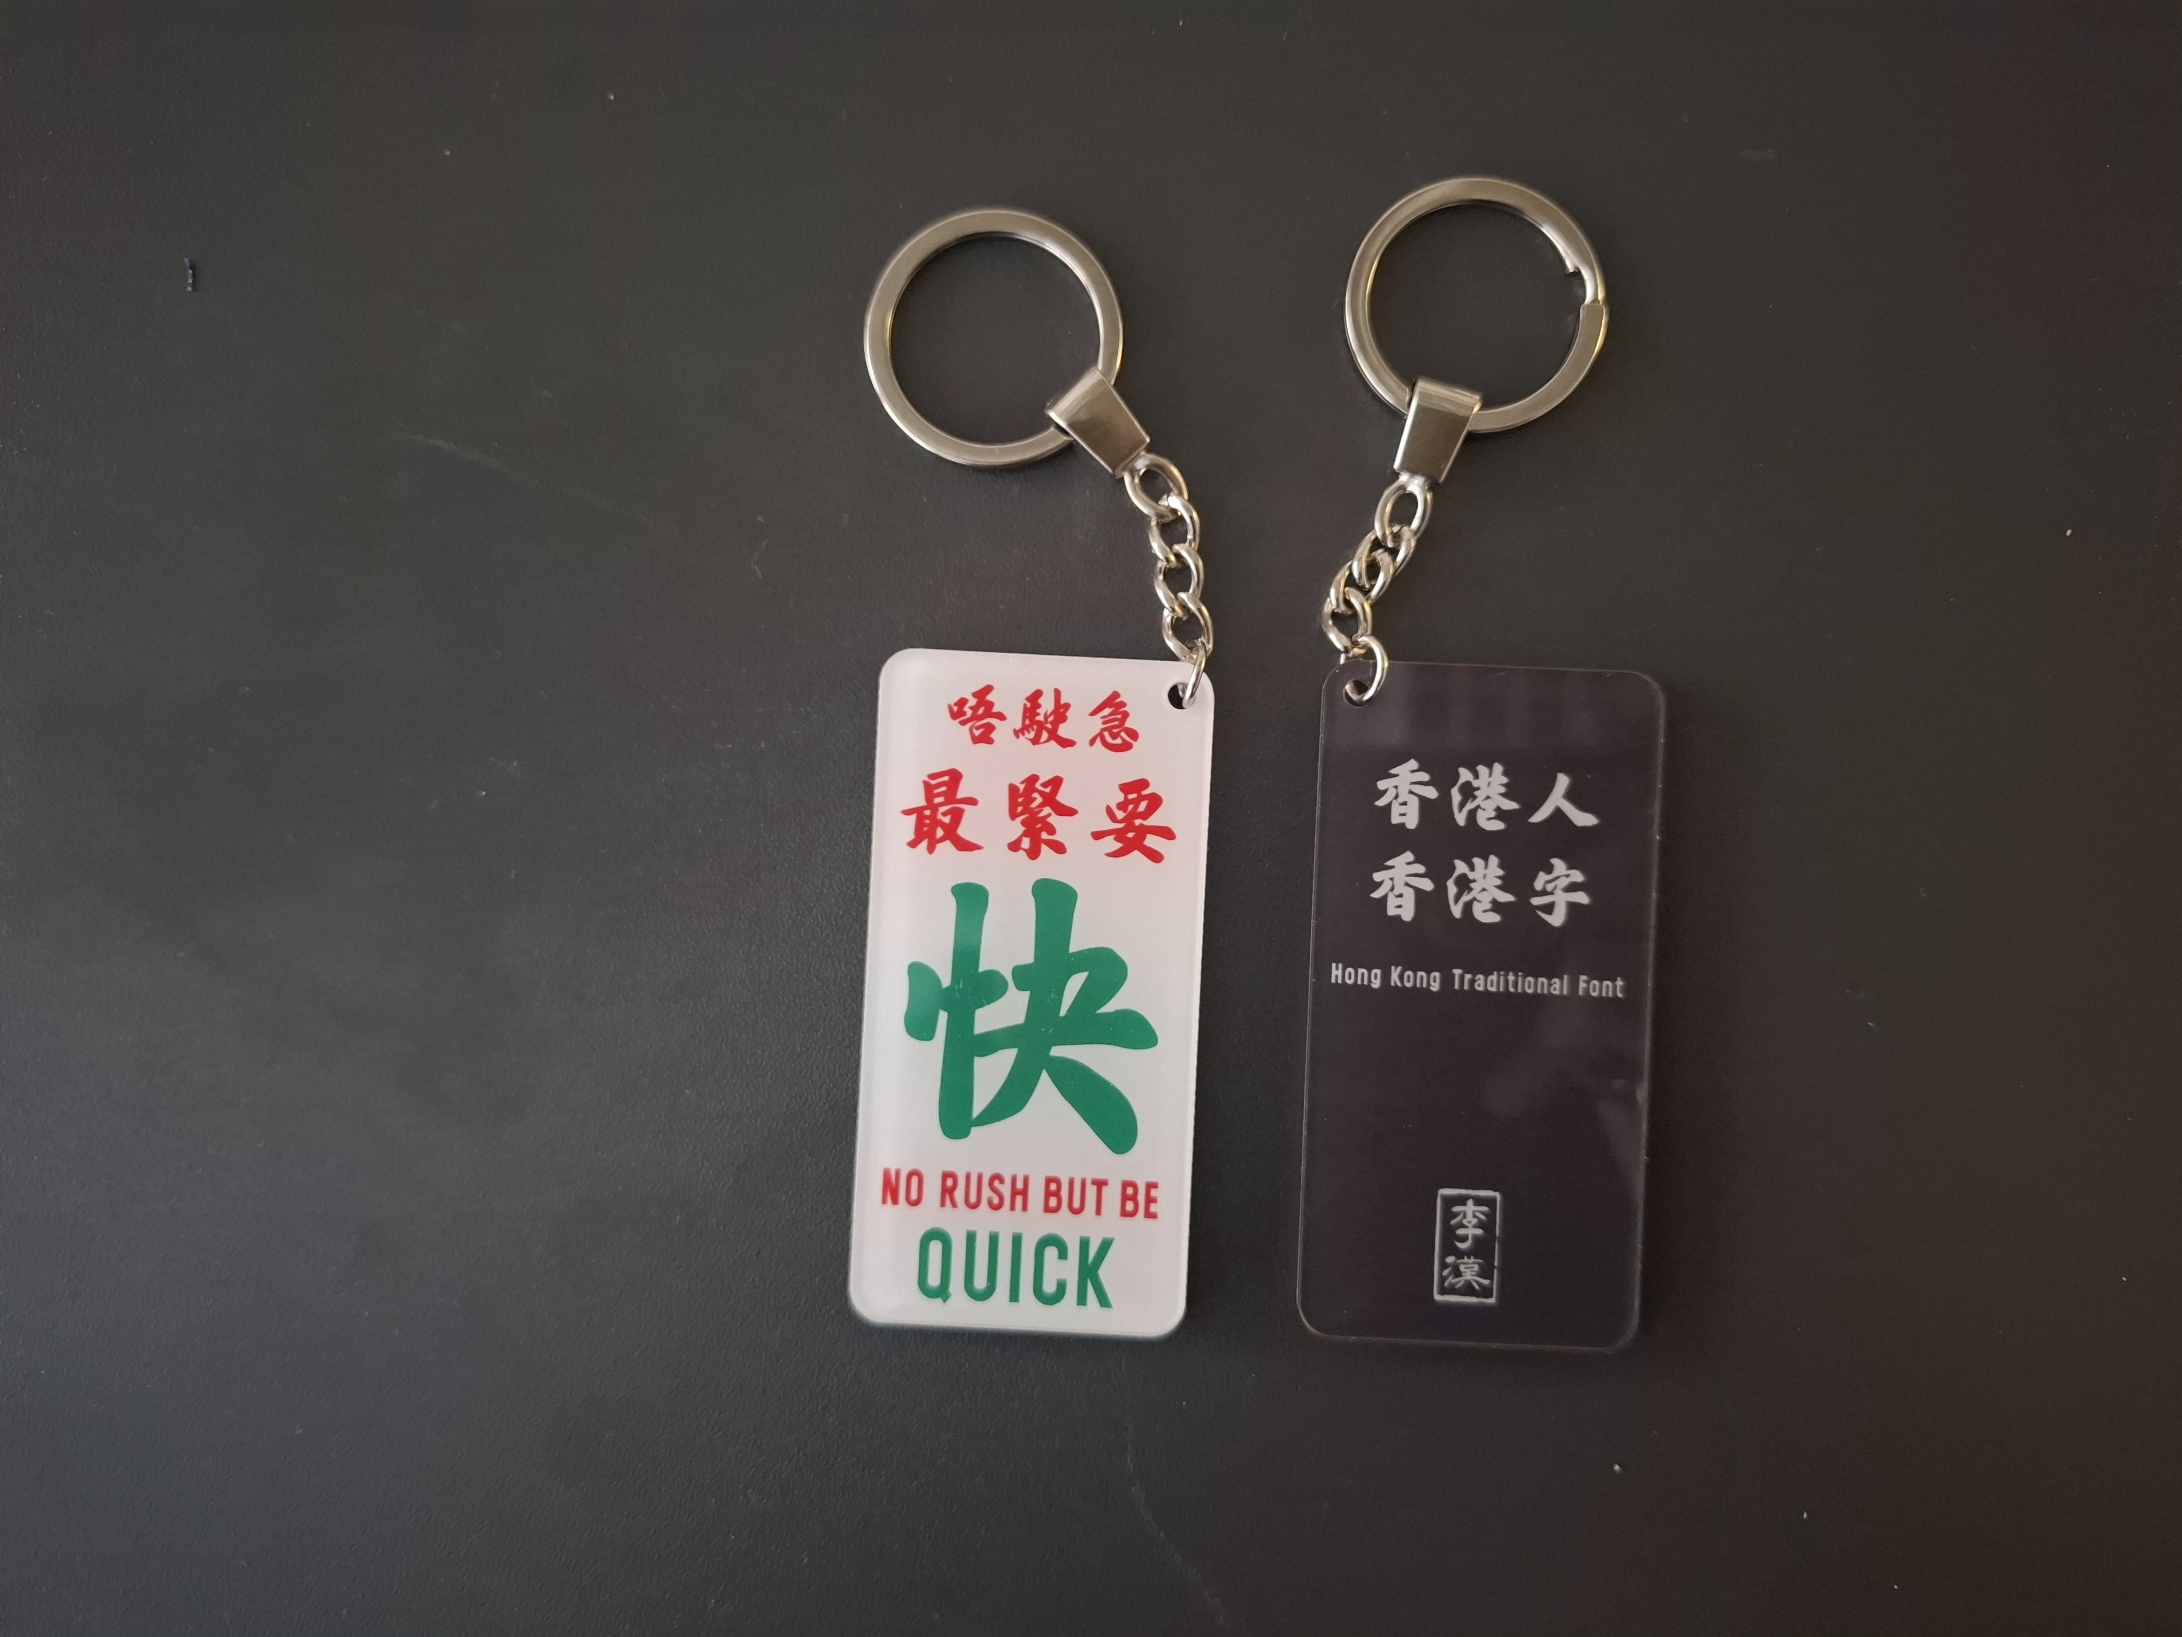 唔駛急
最緊要
快
NO RUSH BUT BE
QUICK
香港人
香港字
Hong Kong Traditional Font
李
漢